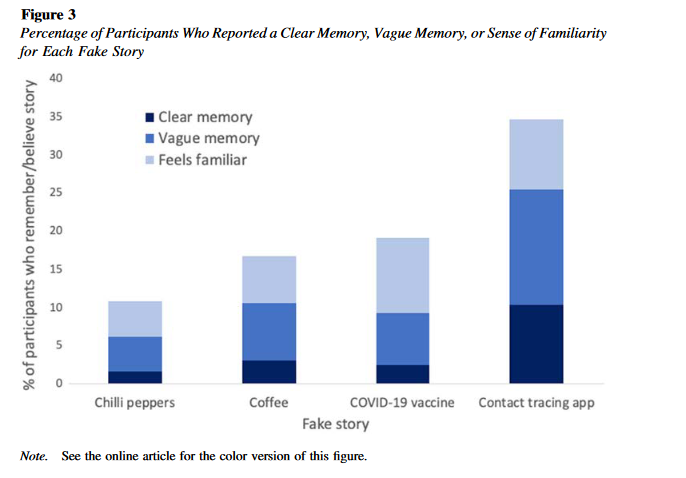 Figure 3
Percentage of Participants Who Reported a Clear Memory, Vague Memory, or Sense of Familiarity
for Each Fake Story
% of participants who remember/believe story
40
35
30
25
20
15
10
5
0
Clear memory
Vague memory
Feels familiar
Chilli peppers
Coffee
COVID-19 vaccine
Contact tracing app
Fake story
Note. See the online article for the color version of this figure.